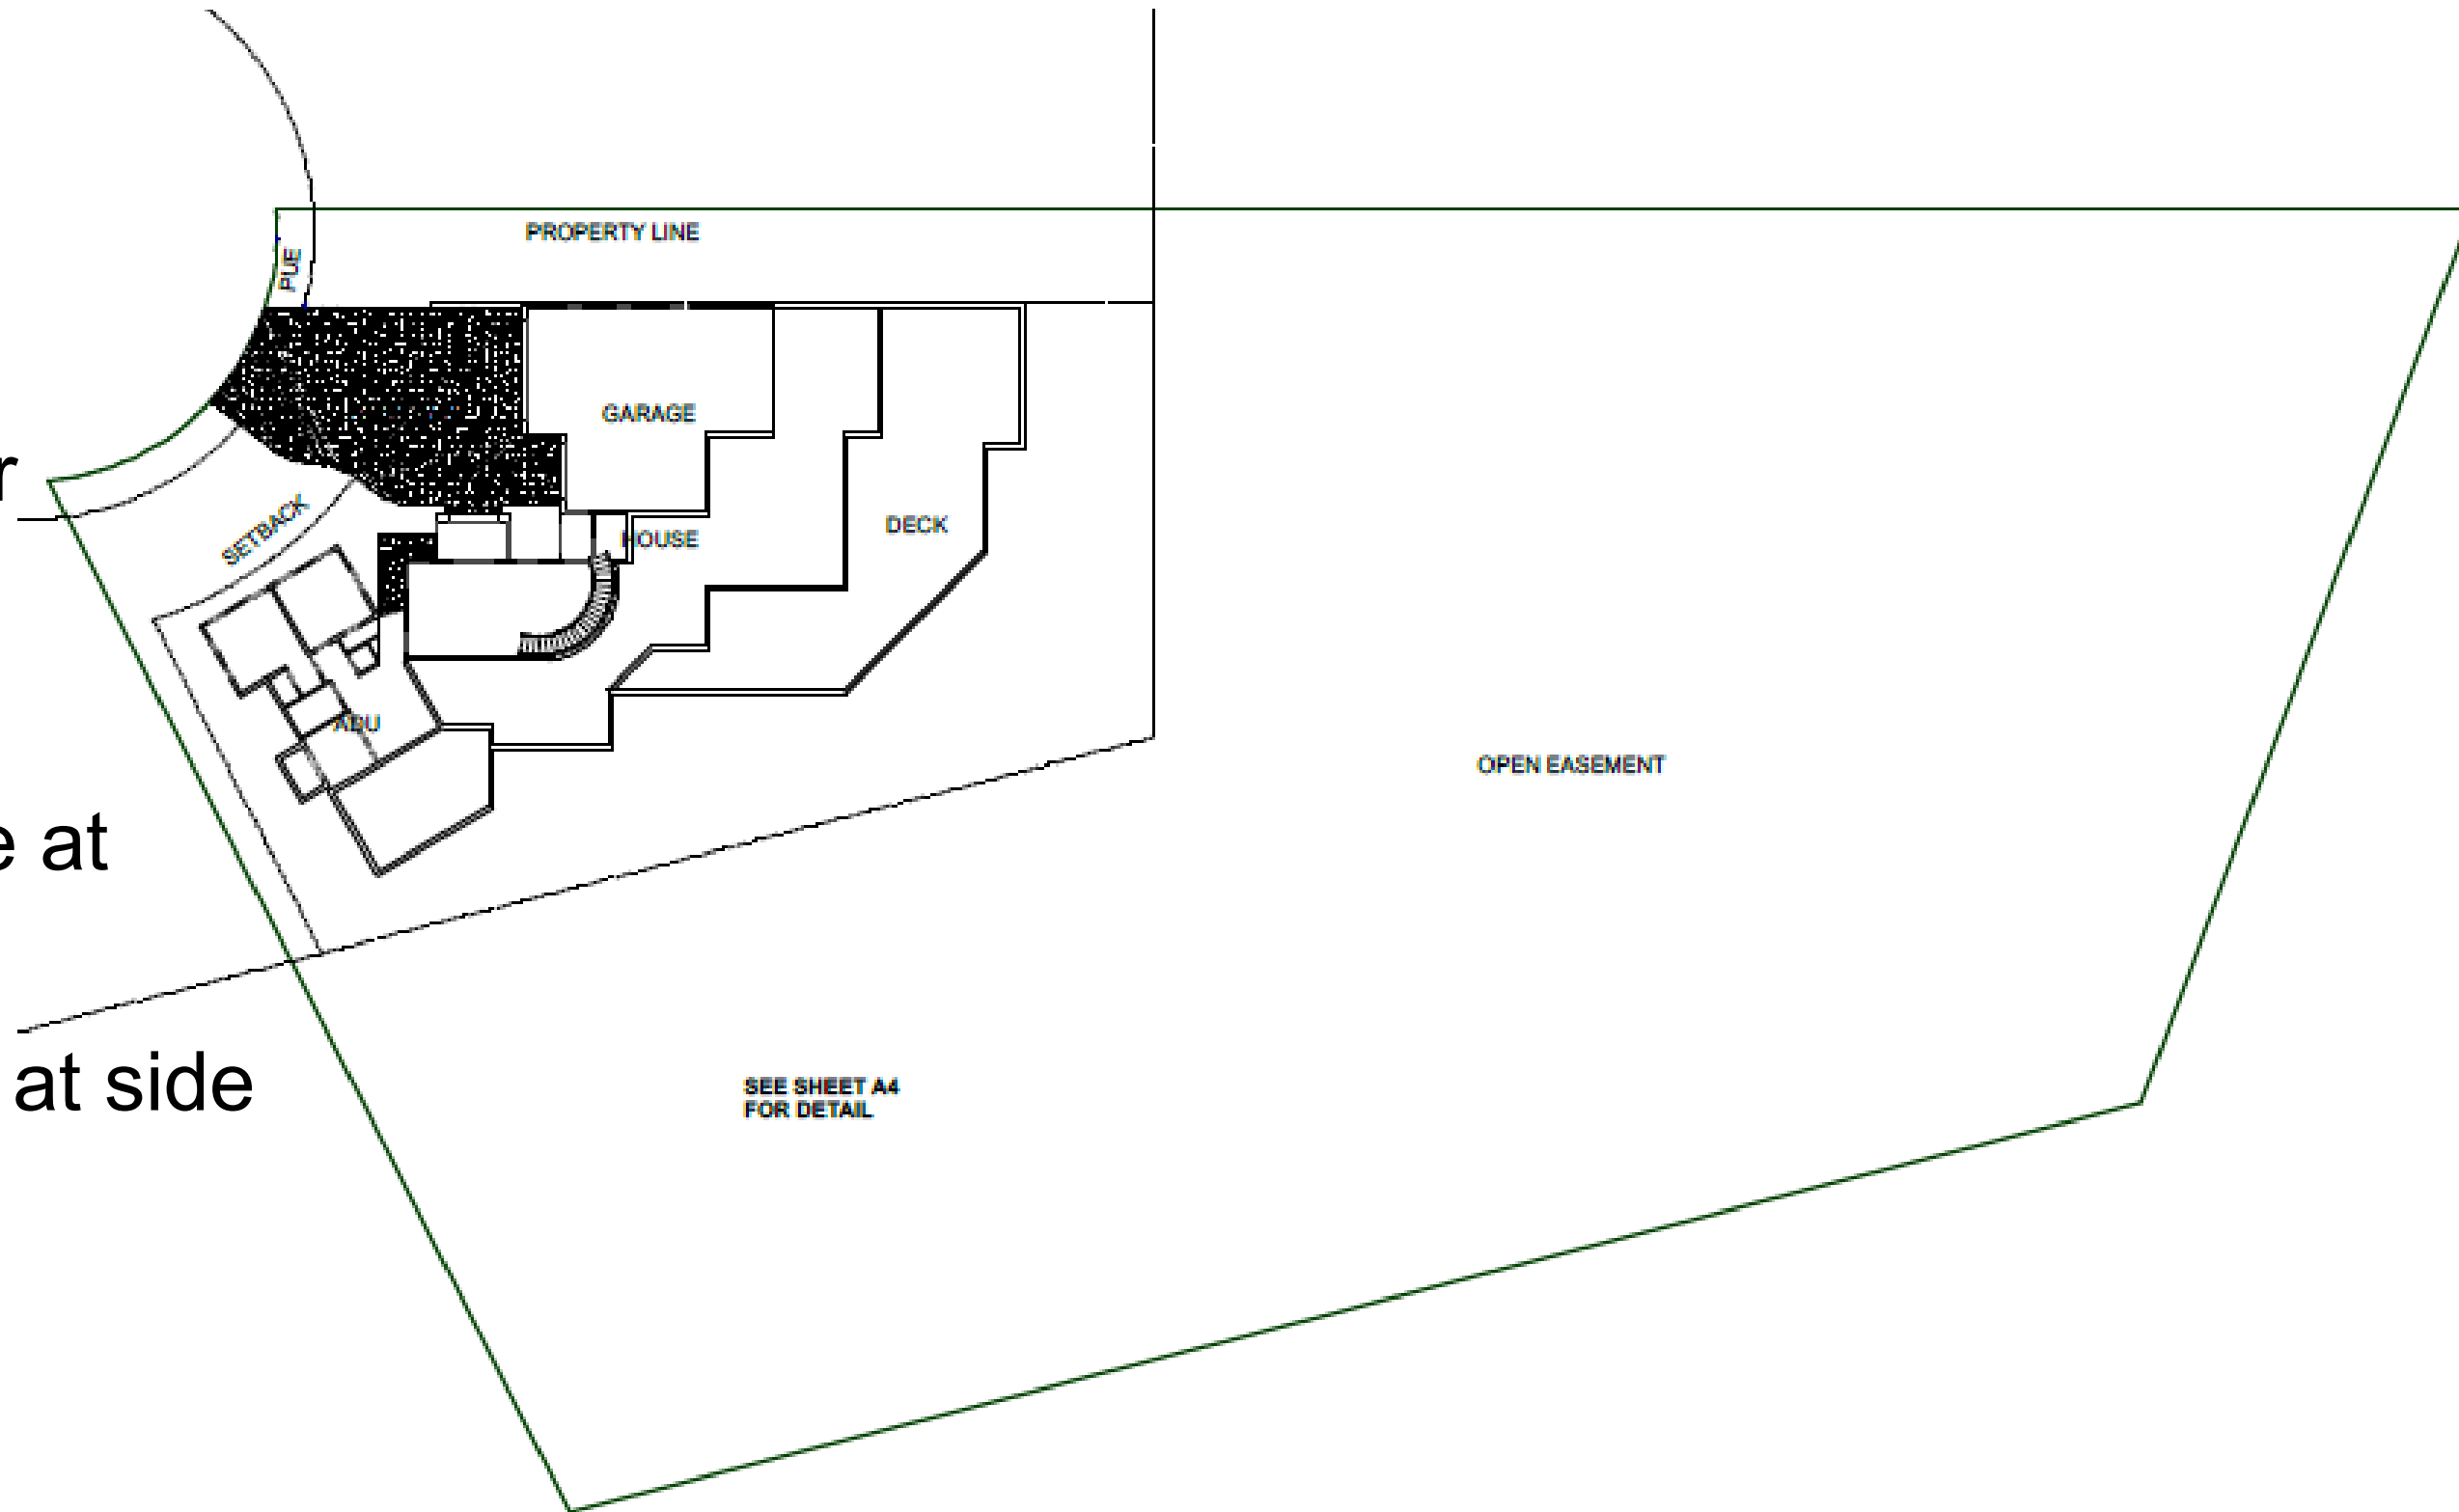 PROPERTY LINE
PUE
GARAGE
r
SETBACK
HOUSE
DECK
ADU
OPEN EASEMENT
e at
at side
SEE SHEET A4
FOR DETAIL